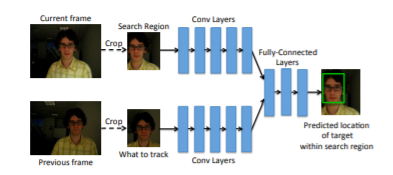 Current frame
Search Region
Conv Layers
Crop
Fully-Connected
Layers
Crop
Previous frame
What to track
Conv Layers
Predicted location
of target
within search region